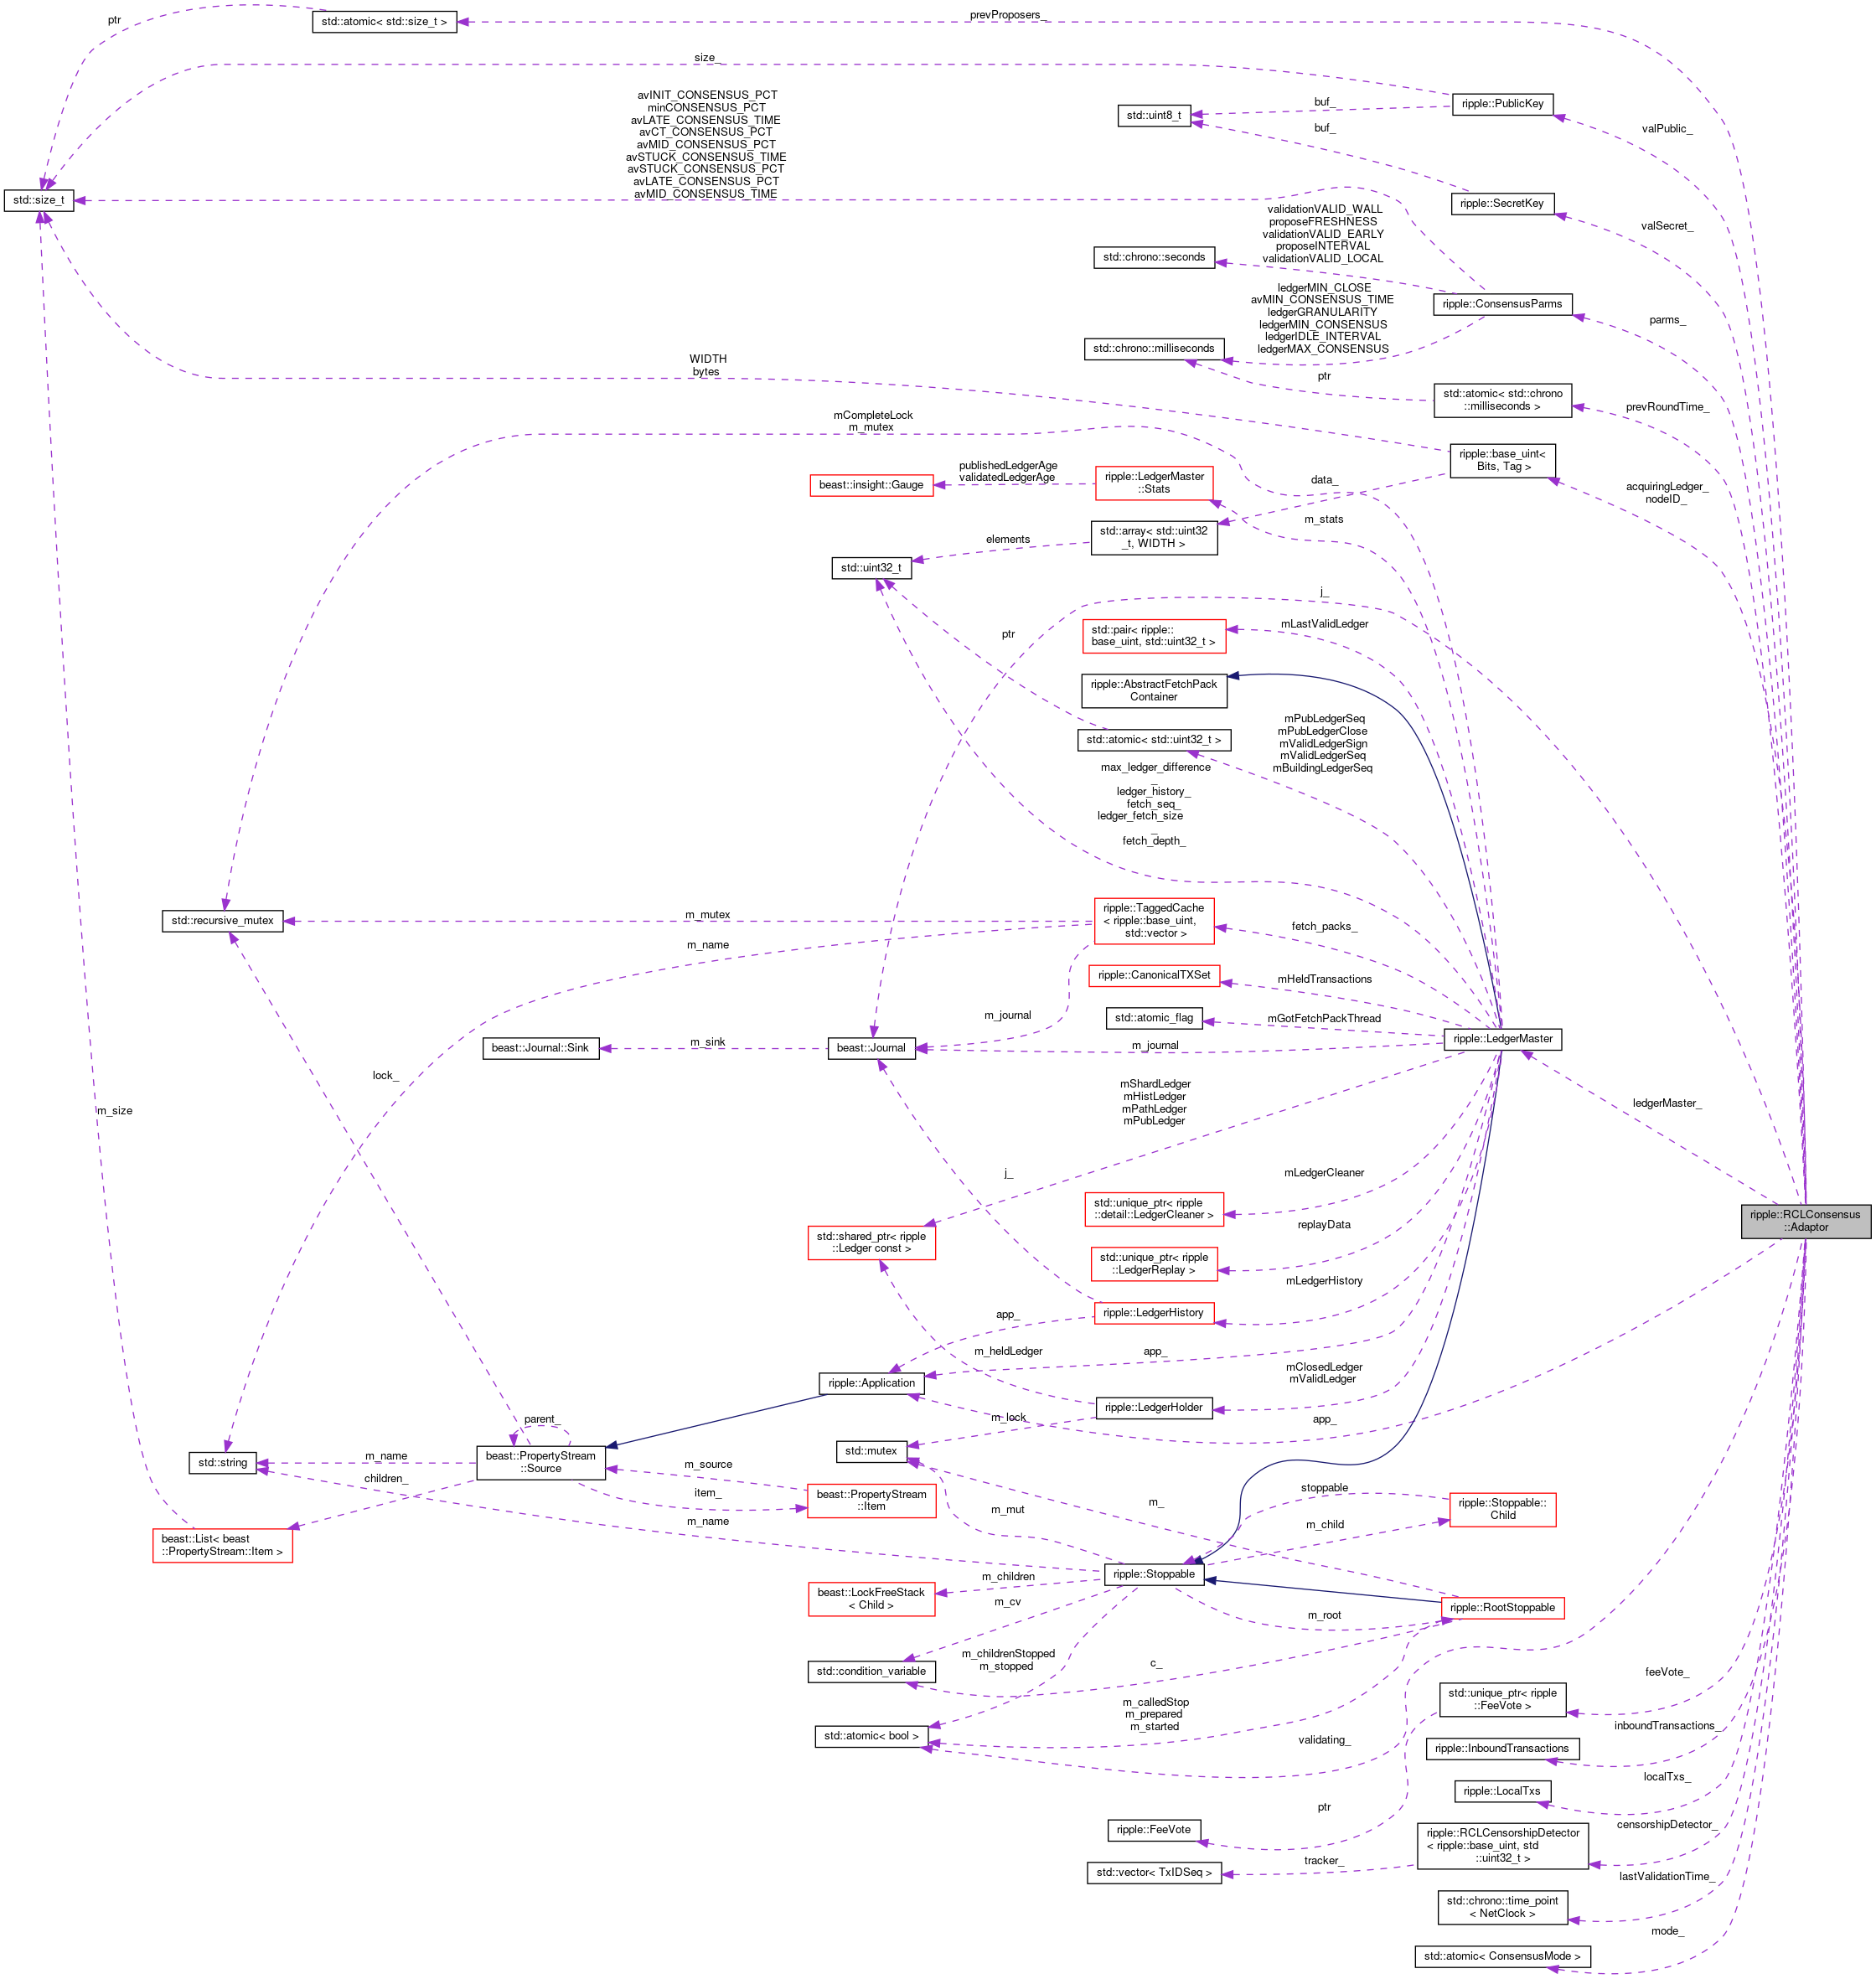 ptr
std::atomic< std::size_t >
prevProposers_
size_
avINIT_CONSENSUS_PCT
minCONSENSUS_PCT
avLATE_CONSENSUS_TIME
avCT_CONSENSUS_PCT
avMID_CONSENSUS_PCT
avSTUCK_CONSENSUS_TIME
avSTUCK_CONSENSUS_PCT
avLATE_CONSENSUS_PCT
avMID_CONSENSUS_TIME
std::uint8_t
buf_
buf_
ripple::PublicKey
valPublic_
std::size_t
ripple::SecretKey
valSecret_
validationVALID_WALL
proposeFRESHNESS
validationVALID_EARLY
proposeINTERVAL
validationVALID_LOCAL
std::chrono::seconds
ledgerMIN_CLOSE
avMIN_CONSENSUS_TIME
ledgerGRANULARITY
ledgerMIN_CONSENSUS
ledgerIDLE_INTERVAL
ledgerMAX_CONSENSUS
ripple::ConsensusParms
parms_
std::chrono::milliseconds
WIDTH
bytes
ptr
std::atomic< std::chrono
::milliseconds >
prevRoundTime_
mCompleteLock
m_mutex
ripple::base_uint<
Bits, Tag >
beast::insight::Gauge
publishedLedgerAge
validatedLedgerAge
ripple::LedgerMaster
::Stats
data_
acquiringLedger_
nodeID_
m_stats
std::array< std::uint32
_t, WIDTH >
elements
std::uint32_t
j_
ptr
std::pair< ripple::
base_uint, std::uint32_t >
mLastValidLedger
ripple::AbstractFetchPack
Container
std::atomic< std::uint32_t >
mPubLedgerSeq
mPubLedgerClose
mValidLedgerSign
mValidLedgerSeq
mBuildingLedgerSeq
max_ledger_difference
_
ledger_history_
fetch_seq_
ledger_fetch_size
_
fetch_depth_
std::recursive_mutex
m_mutex
m_name
ripple::TaggedCache
< ripple::base_uint,
std::vector >
fetch_packs_
ripple::CanonicalTXSet
mHeldTransactions
m_journal
std::atomic_flag
mGotFetchPackThread
beast::Journal::Sink
m_sink
beast::Journal
m_journal
ripple::LedgerMaster
lock_
m_size
mShardLedger
mHistLedger
mPathLedger
mPubLedger
ledgerMaster_
j_
mLedgerCleaner
std::unique_ptr< ripple
::detail::LedgerCleaner >
ripple::RCLConsensus
::Adaptor
std::shared_ptr< ripple
::Ledger const >
replayData
std::unique_ptr< ripple
::LedgerReplay >
mLedgerHistory
ripple::LedgerHistory
app_
m_heldLedger
app_
ripple::Application
mClosedLedger
mValidLedger
ripple::LedgerHolder
parent_
m_lock
app_
std::string
m_name
beast::PropertyStream
::Source
m_source
std::mutex
children_
item_
beast::PropertyStream
::Item
m_name
m_mut
m_
stoppable
ripple::Stoppable::
Child
m_child
beast::List< beast
::PropertyStream::Item >
ripple::Stoppable
beast::LockFreeStack
< Child >
m_children
m_cv
m_root
ripple::RootStoppable
std::condition_variable
m_childrenStopped
m_stopped
c_
feeVote_
m_calledStop
m_prepared
m_started
std::unique_ptr< ripple
::FeeVote >
std::atomic< bool >
validating_
inboundTransactions_
ripple::InboundTransactions
localTxs_
ripple::LocalTxs
ptr
ripple::FeeVote
censorshipDetector_
ripple::RCLCensorshipDetector
< ripple::base_uint, std
::uint32_t >
tracker_
std::vector< TxIDSeq >
lastValidationTime_
std::chrono::time_point
< NetClock >
mode_
std::atomic< ConsensusMode >